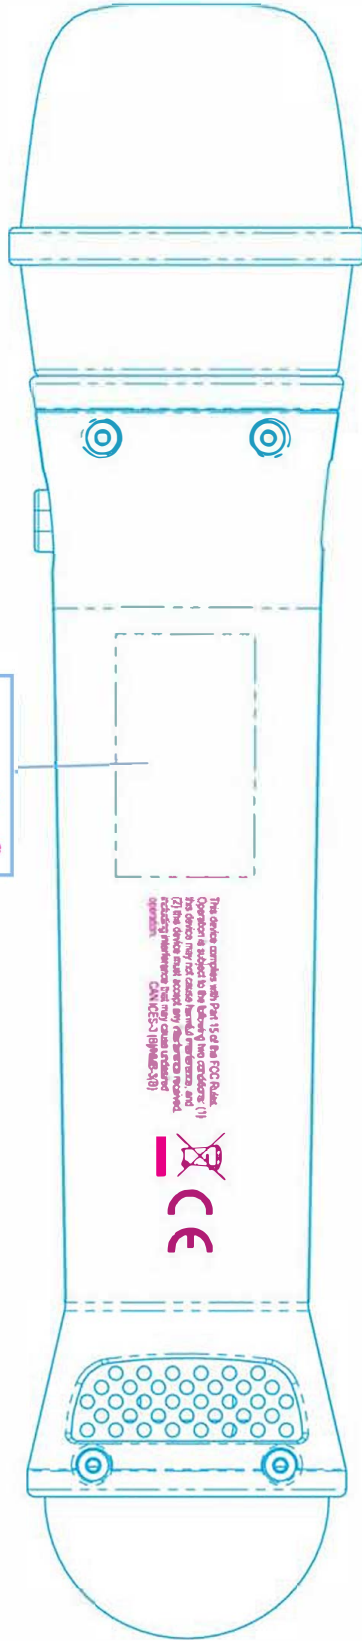 This device complies with Part 15 of the FCC Rules.
Operation is subject to the following two conditions: (1)
this device may not cause harmful interference, and
(2) this device must accept any interference received,
including interference that may cause undesired
operation. CAN ICES-3 (B)/NMB-3(B)
CE